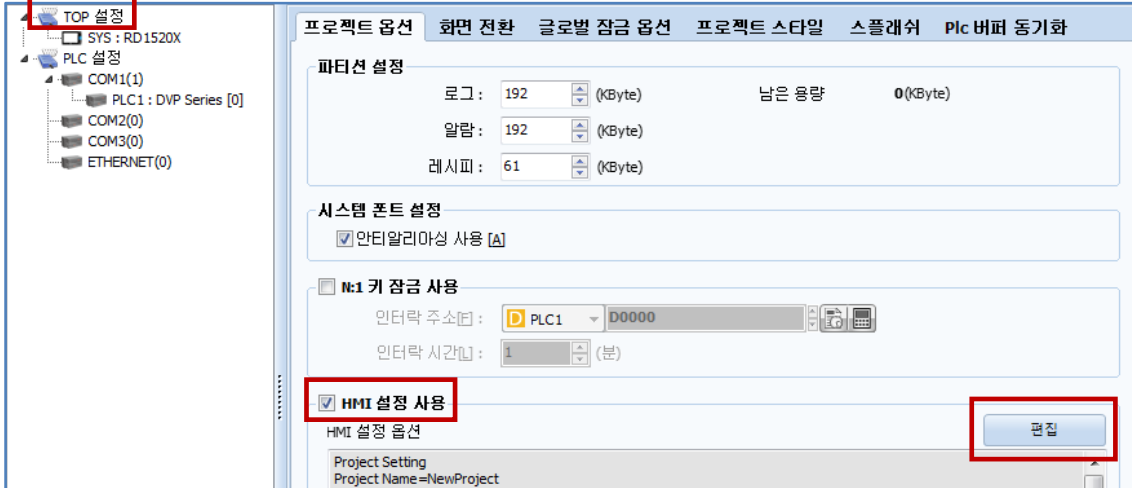 TOP 설정
SYS : RD1520X
PLC 설정
COM1(1)
PLC1 : DVP Series [0]
COM2(0)
COM3(0)
ETHERNET(0)
프로젝트 옵션 화면 전환 글로벌 잠금 옵션 프로젝트 스타일 스플래쉬 Plc 버퍼 동기화
파티션 설정
로그 : 192 (KByte) 남은 용량 0(KByte)
알람 : 192 (KByte)
레시피 : 61 (KByte)
시스템 폰트 설정
안티알리아싱 사용 [A]
N:1 키 잠금 사용
인터락 주소[F] : D PLC1 D0000
인터락 시간[L] : 1 (분)
HMI 설정 사용
HMI 설정 옵션 편집
Project Setting
Project Name=NewProject